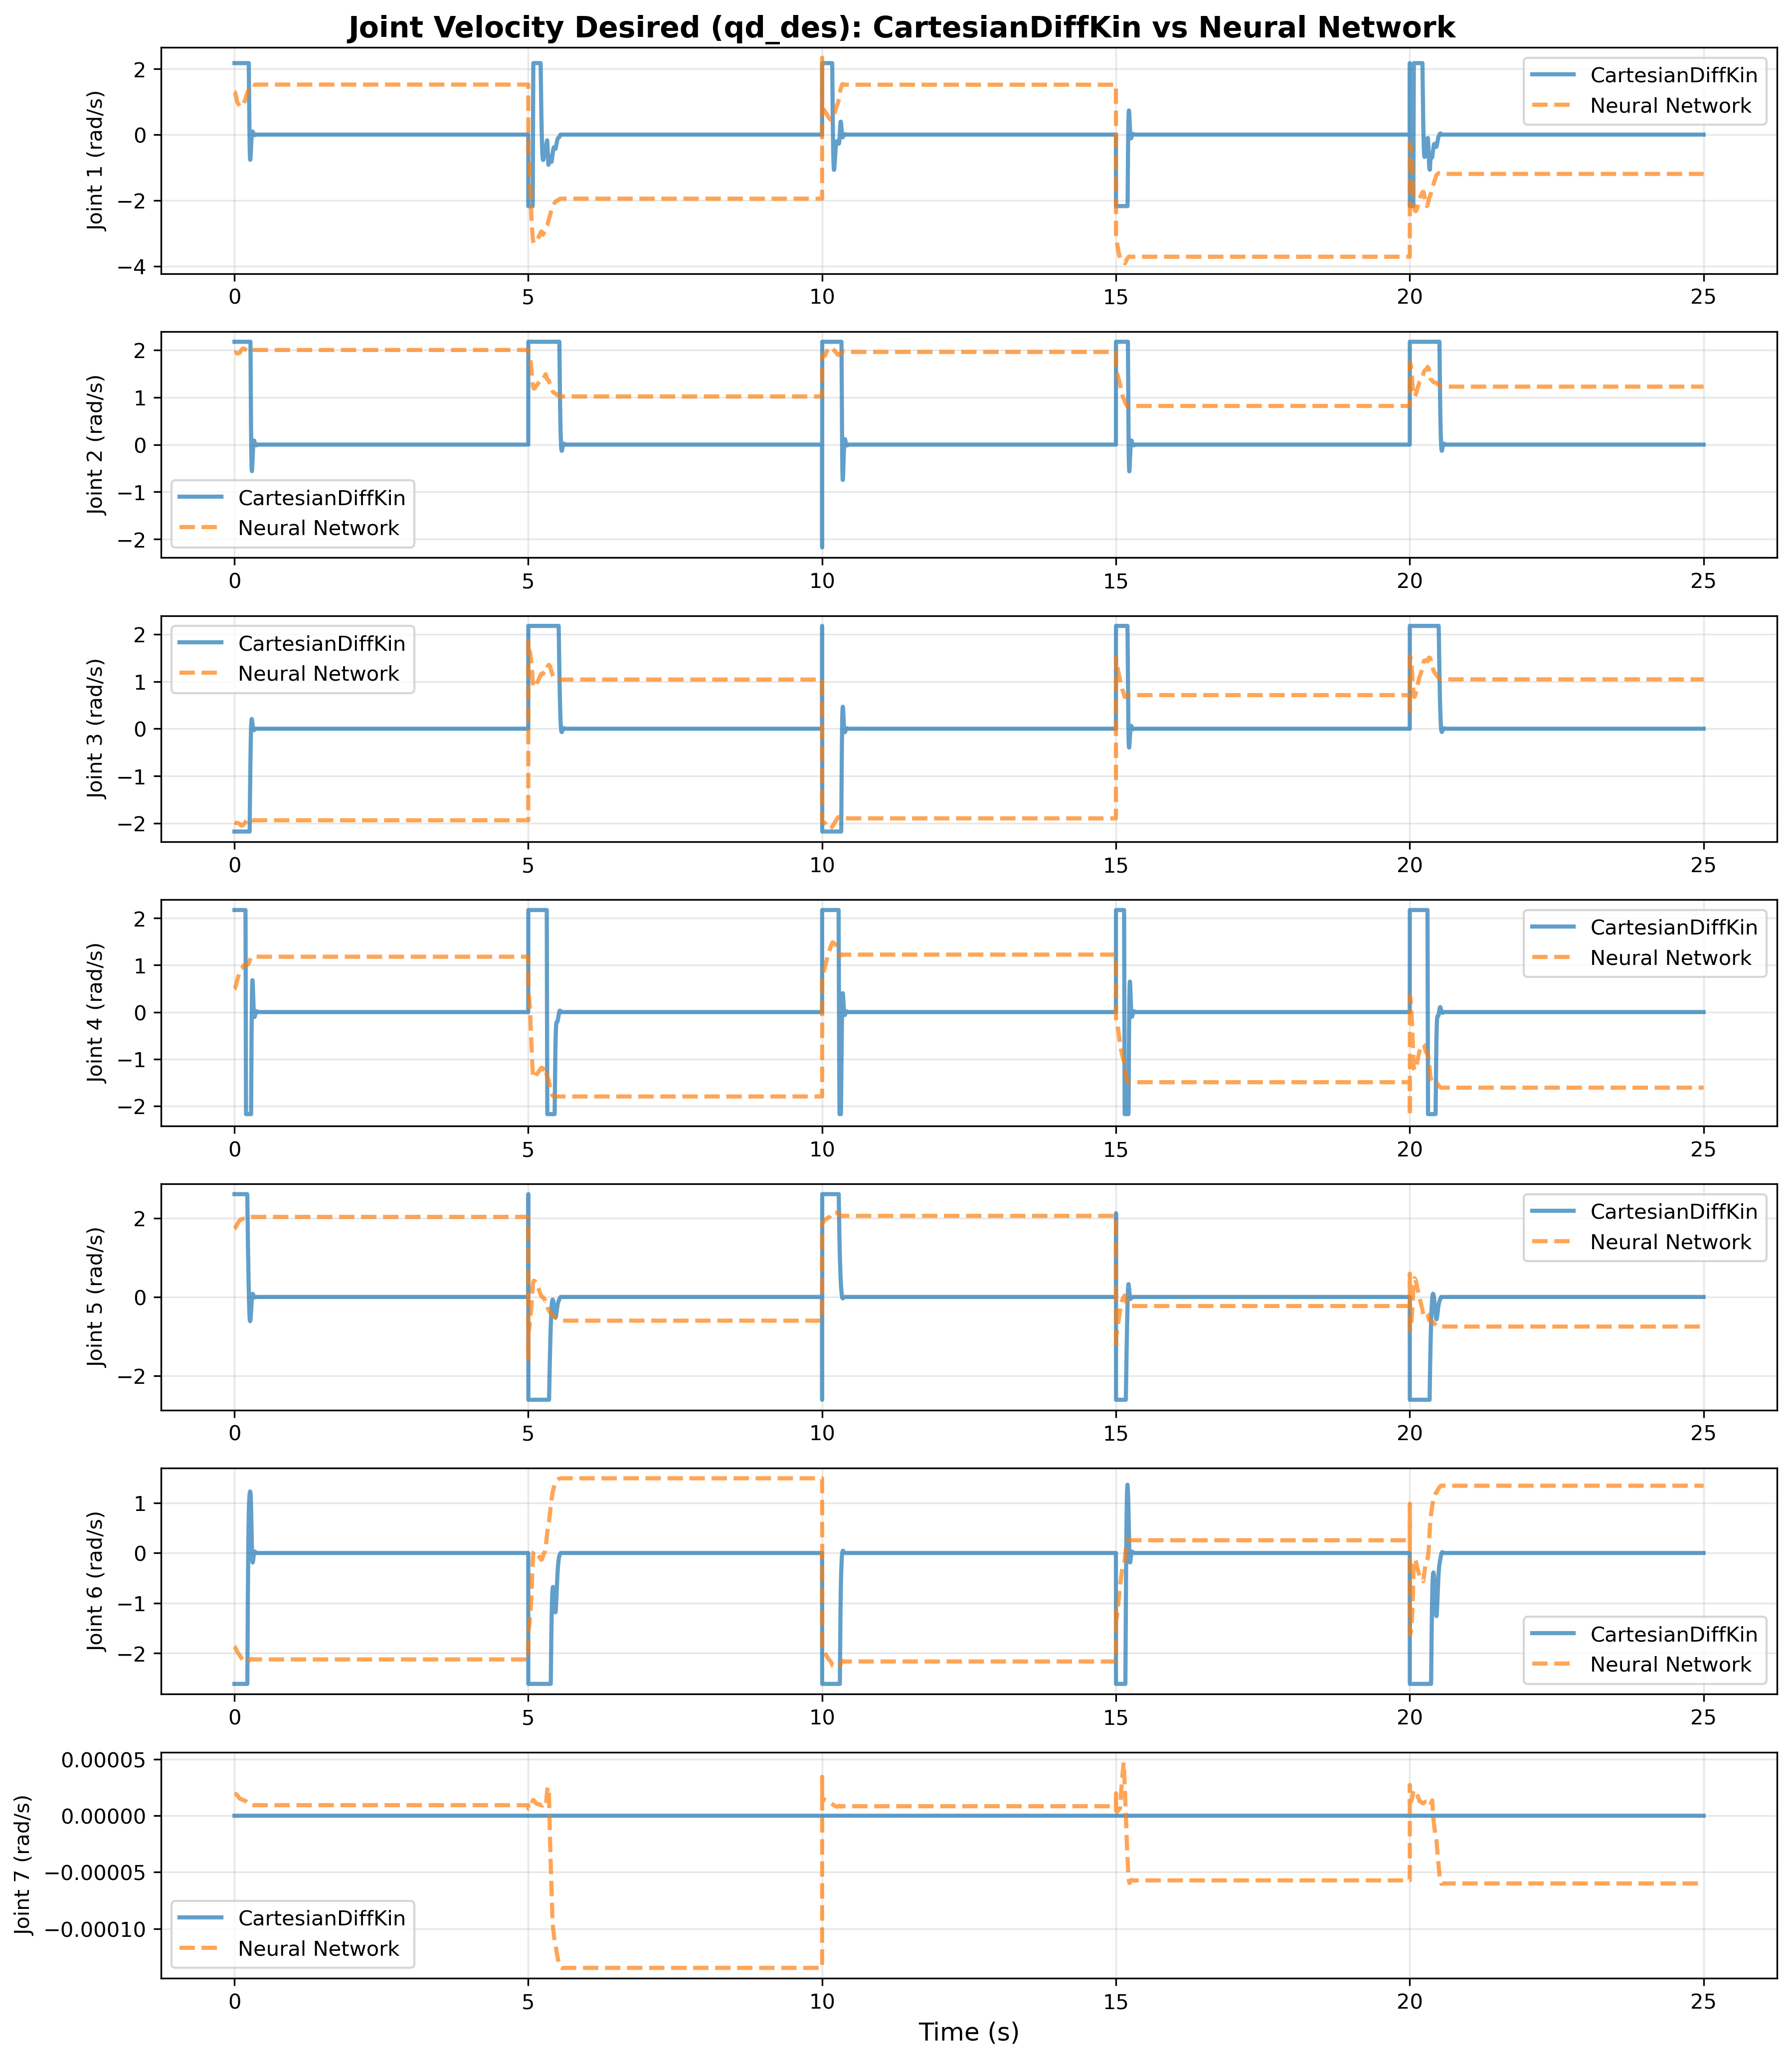 Joint Velocity Desired (qd_des): CartesianDiffKin vs Neural Network
Joint 1 (rad/s)
2
0
−2
−4
CartesianDiffKin
Neural Network
0 5 10 15 20 25
Joint 2 (rad/s)
2
1
0
−1
−2
CartesianDiffKin
Neural Network
0 5 10 15 20 25
Joint 3 (rad/s)
2
1
0
−1
−2
CartesianDiffKin
Neural Network
0 5 10 15 20 25
Joint 4 (rad/s)
2
1
0
−1
−2
CartesianDiffKin
Neural Network
0 5 10 15 20 25
Joint 5 (rad/s)
2
0
−2
CartesianDiffKin
Neural Network
0 5 10 15 20 25
Joint 6 (rad/s)
1
0
−1
−2
CartesianDiffKin
Neural Network
0 5 10 15 20 25
Joint 7 (rad/s)
0.00005
0.00000
−0.00005
−0.00010
CartesianDiffKin
Neural Network
0 5 10 15 20 25
Time (s)